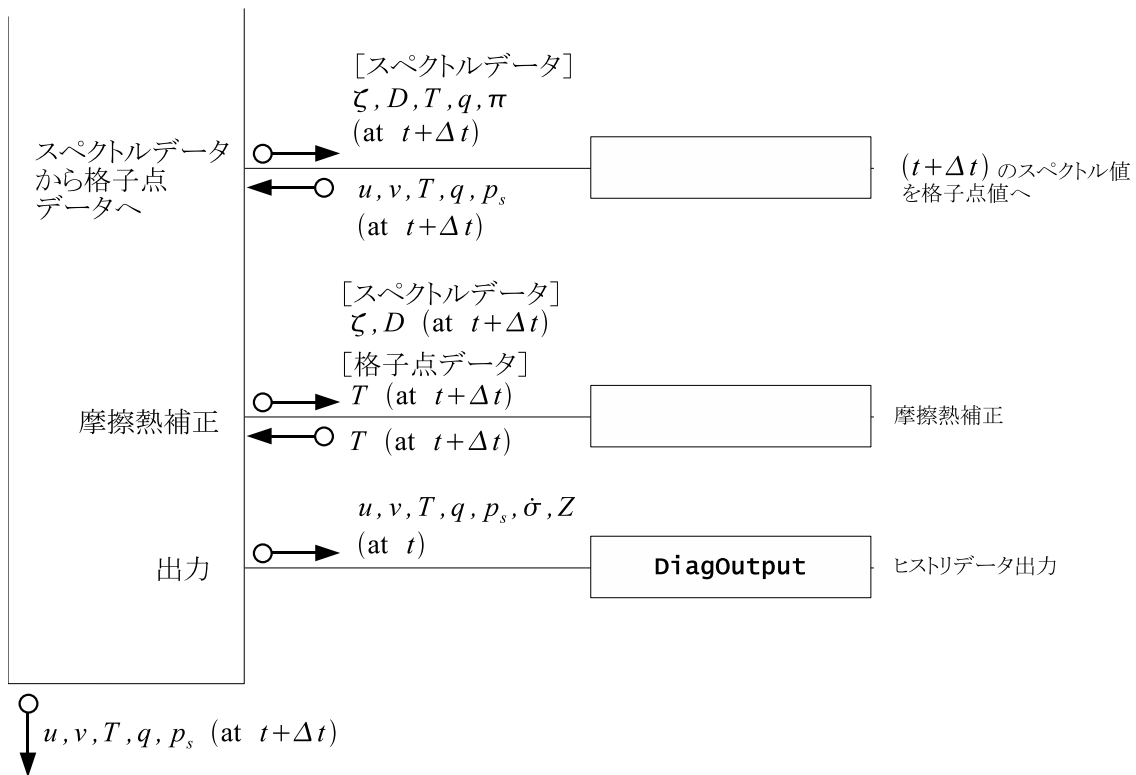 [スペクトルデータ]
ζ, D, T, q, π
(at t+Δt)
スペクトルデータ
から格子点
データへ
u, v, T, q, pₛ
(at t+Δt)
(t+Δt) のスペクトル値
を格子点値へ
[スペクトルデータ]
ζ, D (at t+Δt)
[格子点データ]
T (at t+Δt)
摩擦熱補正
T (at t+Δt)
摩擦熱補正
u, v, T, q, pₛ, σ̇, Z
(at t)
出力
DiagOutput
ヒストリデータ出力
u, v, T, q, pₛ (at t+Δt)